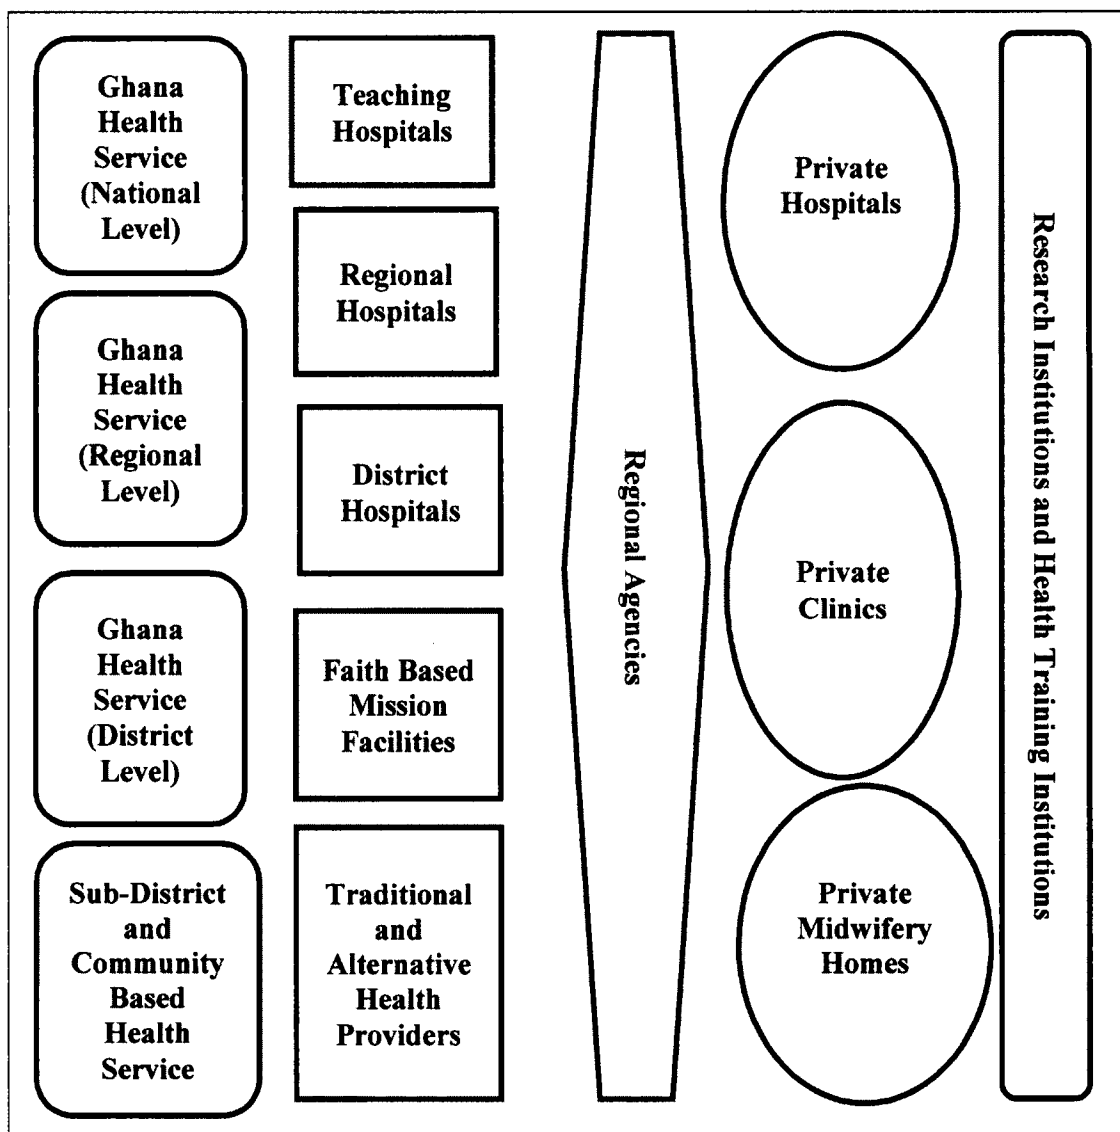 Ghana
Health
Service
(National
Level)
Ghana
Health
Service
(Regional
Level)
Ghana
Health
Service
(District
Level)
Sub-District
and
Community
Based
Health
Service
Teaching
Hospitals
Regional
Hospitals
District
Hospitals
Faith Based
Mission
Facilities
Traditional
and
Alternative
Health
Providers
Regional Agencies
Private
Hospitals
Private
Clinics
Private
Midwifery
Homes
Research Institutions and Health Training Institutions